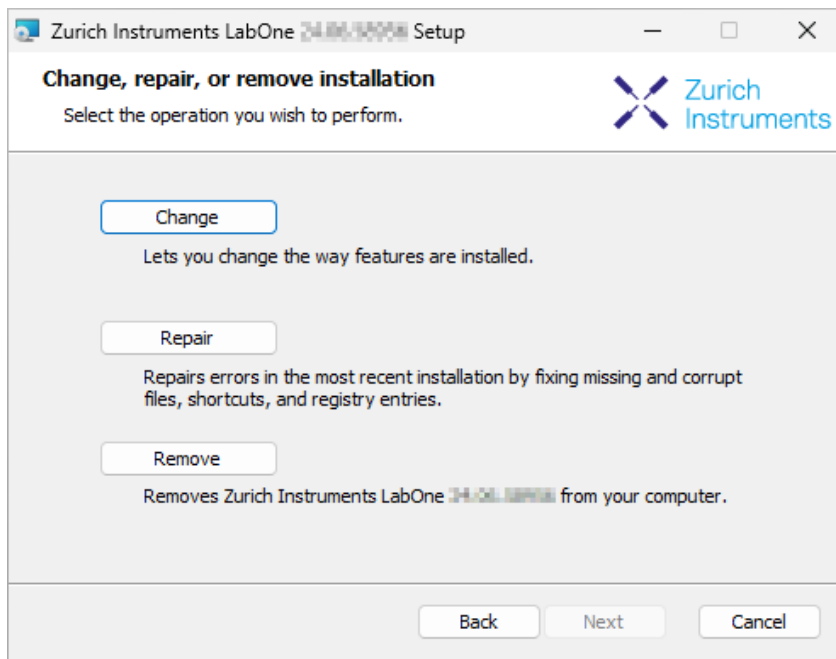 Zurich Instruments LabOne Setup
Change, repair, or remove installation
Select the operation you wish to perform.
Zurich
Instruments
Change
Lets you change the way features are installed.
Repair
Repairs errors in the most recent installation by fixing missing and corrupt
files, shortcuts, and registry entries.
Remove
Removes Zurich Instruments LabOne from your computer.
Back
Next
Cancel